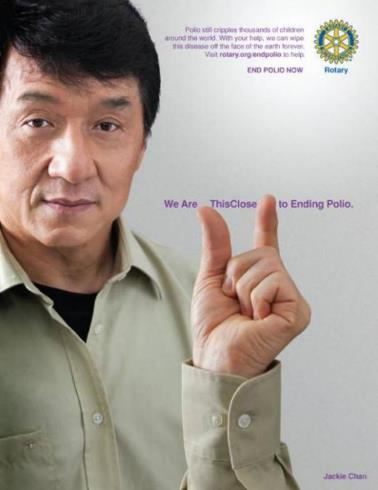 Polio still cripples thousands of children
around the world. With your help, we can wipe
this disease off the face of the earth forever.
Visit rotary.org/endpolio to help.
END POLIO NOW
Rotary
We Are ThisClose to Ending Polio.
Jackie Chan